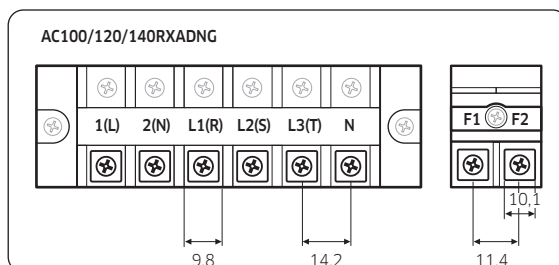 AC100/120/140RXADNG
1(L) 2(N) L1(R) L2(S) L3(T) N
F1 F2
10,1
9.8 14.2 11.4